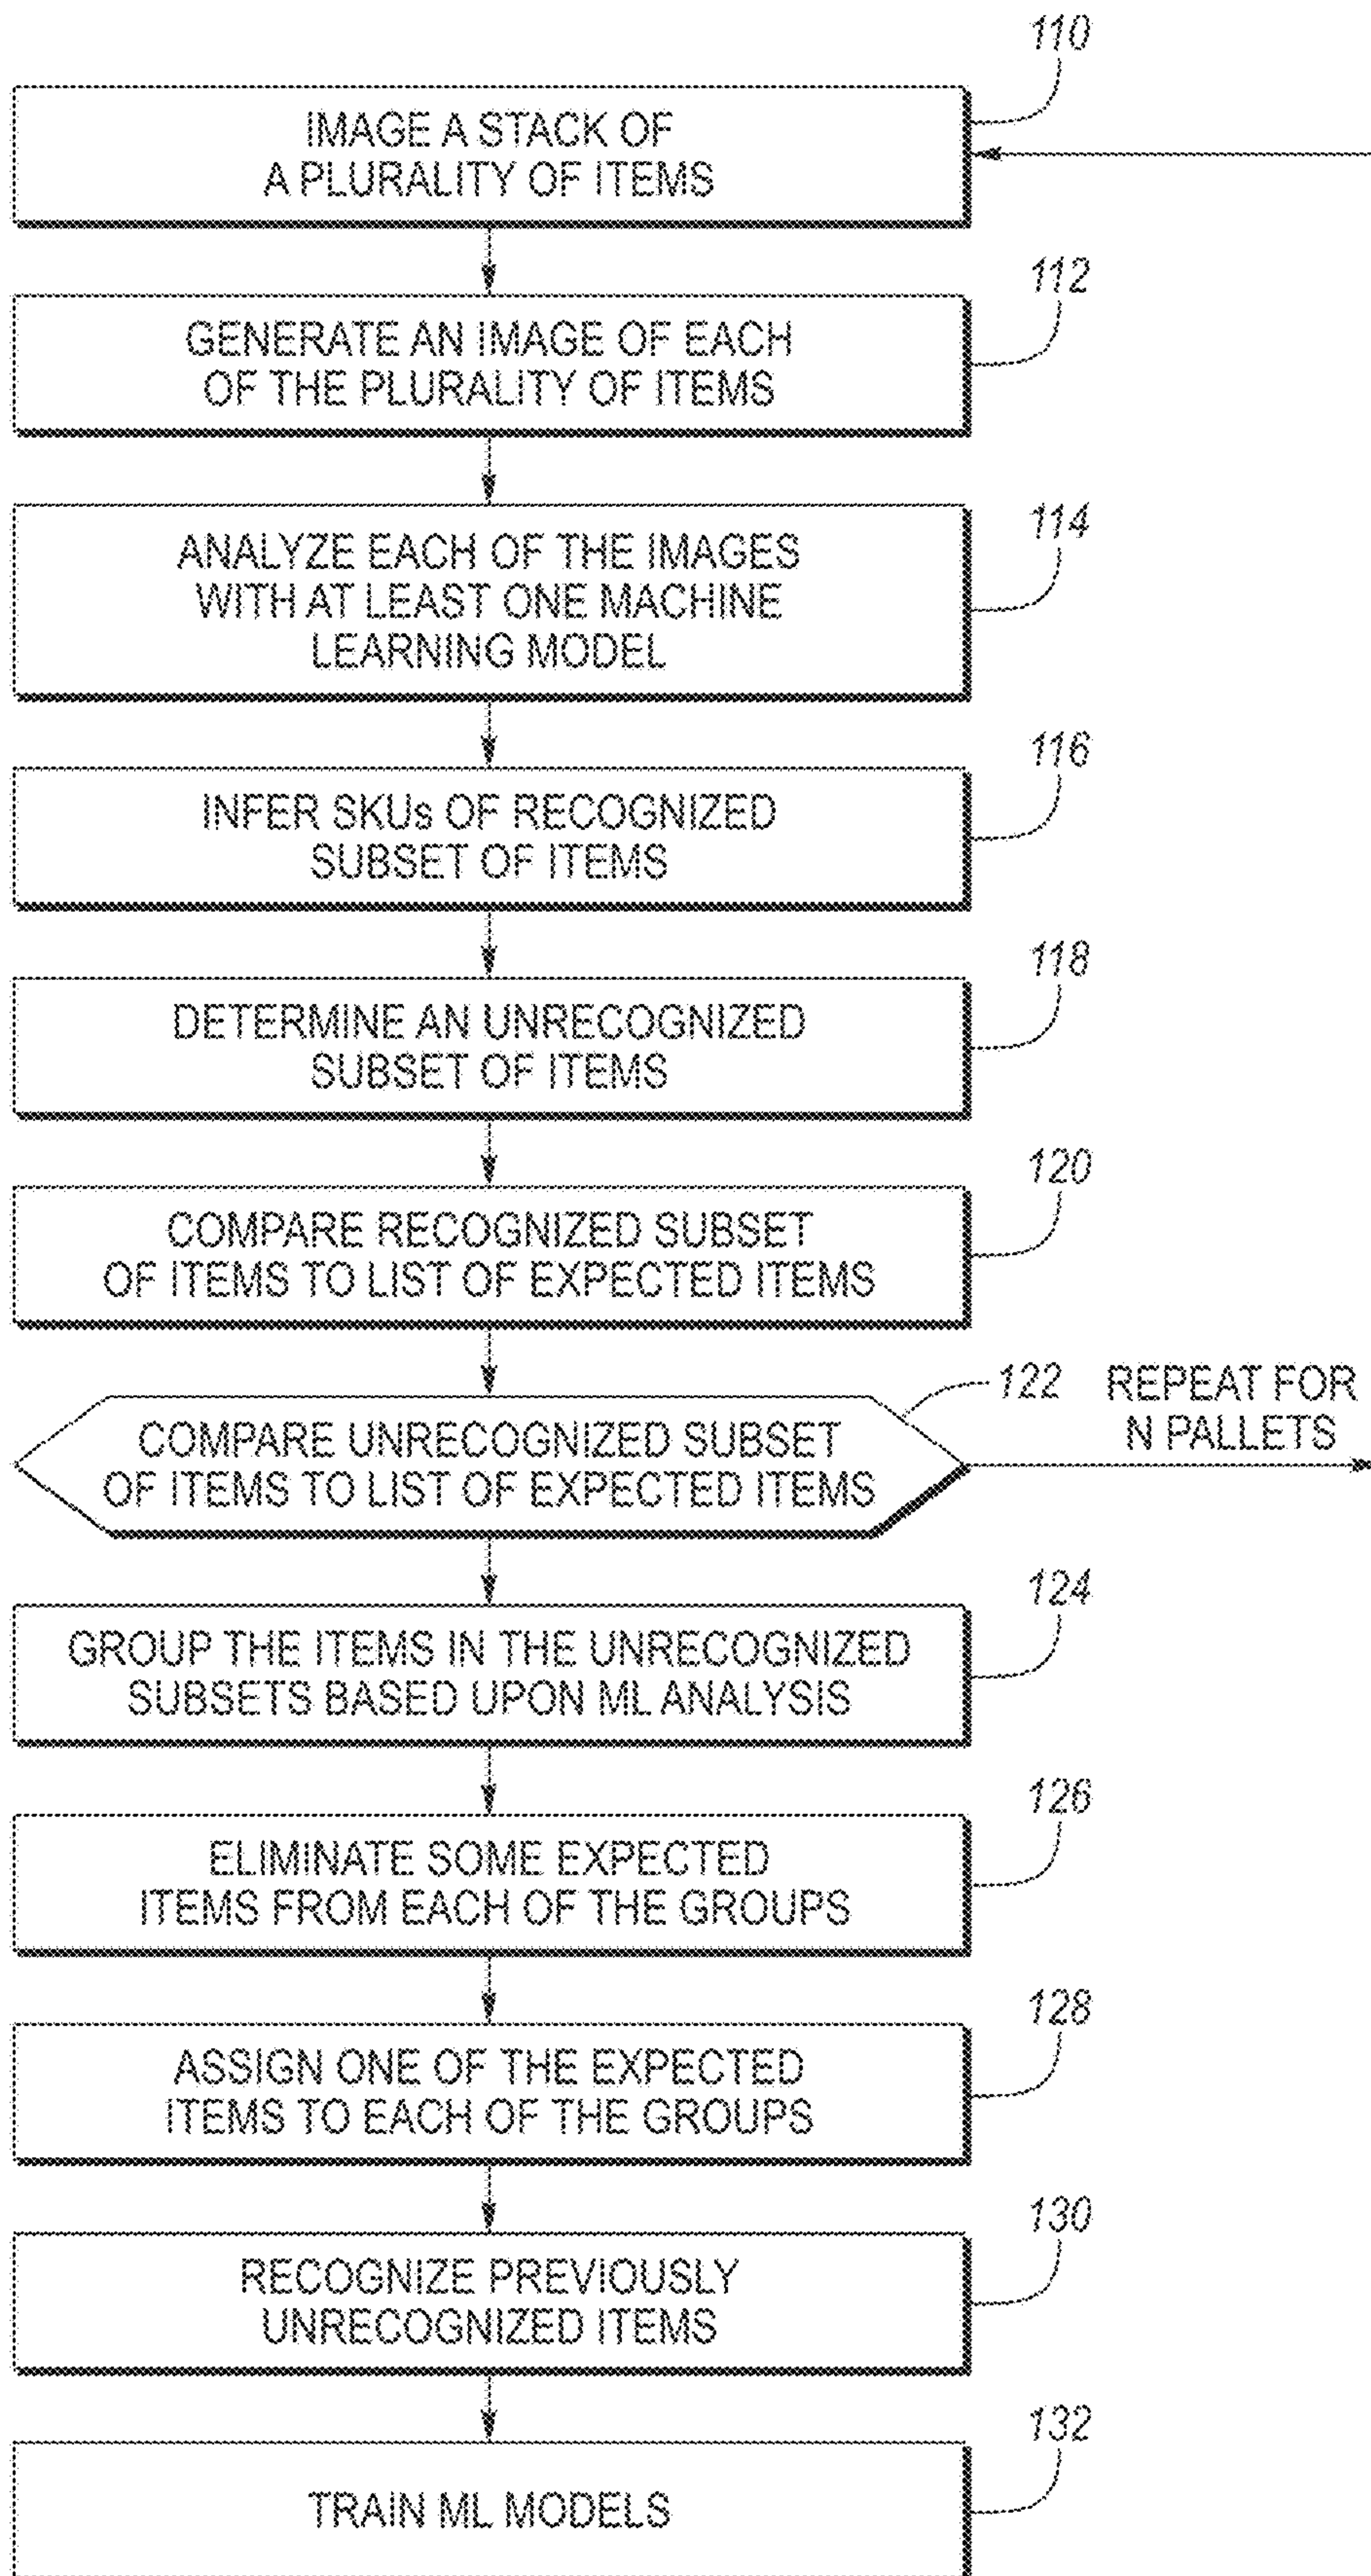 110
IMAGE A STACK OF
A PLURALITY OF ITEMS
112
GENERATE AN IMAGE OF EACH
OF THE PLURALITY OF ITEMS
114
ANALYZE EACH OF THE IMAGES
WITH AT LEAST ONE MACHINE
LEARNING MODEL
116
INFER SKUs OF RECOGNIZED
SUBSET OF ITEMS
118
DETERMINE AN UNRECOGNIZED
SUBSET OF ITEMS
120
COMPARE RECOGNIZED SUBSET
OF ITEMS TO LIST OF EXPECTED ITEMS
122
REPEAT FOR
N PALLETS
COMPARE UNRECOGNIZED SUBSET
OF ITEMS TO LIST OF EXPECTED ITEMS
124
GROUP THE ITEMS IN THE UNRECOGNIZED
SUBSETS BASED UPON ML ANALYSIS
126
ELIMINATE SOME EXPECTED
ITEMS FROM EACH OF THE GROUPS
128
ASSIGN ONE OF THE EXPECTED
ITEMS TO EACH OF THE GROUPS
130
RECOGNIZE PREVIOUSLY
UNRECOGNIZED ITEMS
132
TRAIN ML MODELS